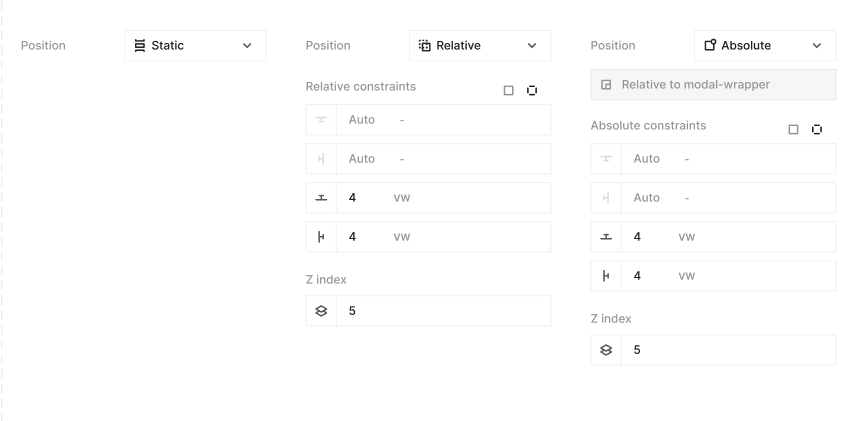 Position
Static
Position
Relative
Relative constraints
Auto -
Auto -
4 VW
4 VW
Z index
5
Position
Absolute
Relative to modal-wrapper
Absolute constraints
Auto -
Auto -
4 VW
4 VW
Z index
5